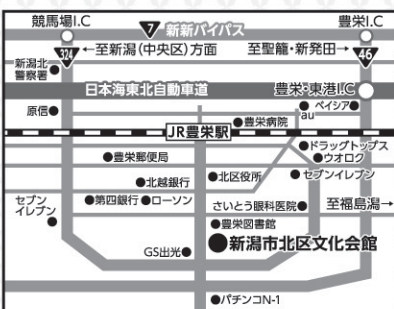 競馬場I.C
豊栄I.C
7
新新バイパス
324
←至新潟(中央区)方面
至聖籠・新発田→
46
新潟北
警察署
日本海東北自動車道
豊栄・東港I.C
原信
au
ベイシア
豊栄病院
JR豊栄駅
豊栄郵便局
ドラッグトップス
ウオロク
北越銀行
北区役所
セブンイレブン
セブン
イレブン
第四銀行
ローソン
さいとう眼科医院
至福島潟→
豊栄図書館
新潟市北区文化会館
GS出光
パチンコN-1